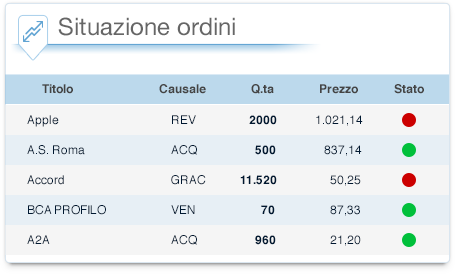 Situazione ordini
Titolo Causale Q.ta Prezzo Stato
Apple REV 2000 1.021,14
A.S. Roma ACQ 500 837,14
Accord GRAC 11.520 50,25
BCA PROFILO VEN 70 87,33
A2A ACQ 960 21,20